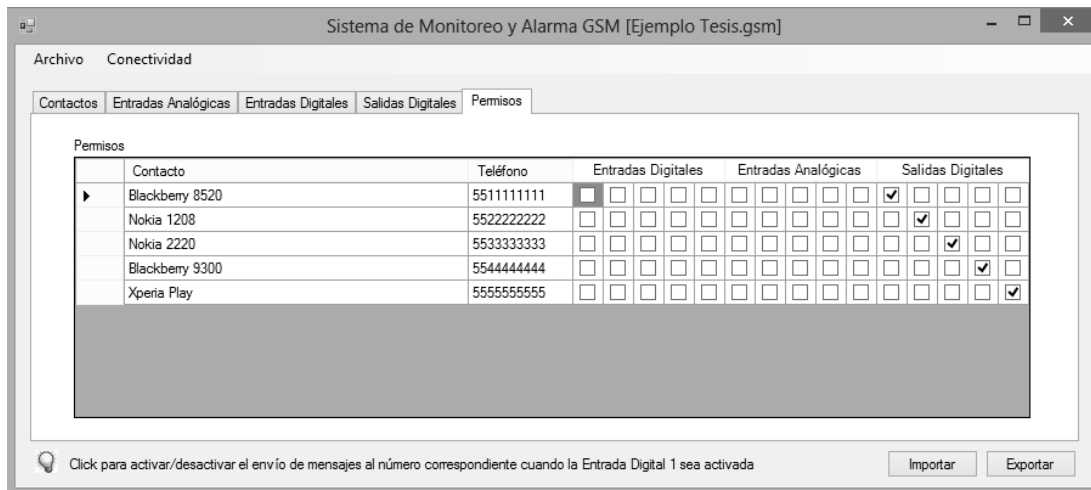 Sistema de Monitoreo y Alarma GSM [Ejemplo Tesis.gsm]
Archivo Conectividad
Contactos Entradas Analógicas Entradas Digitales Salidas Digitales Permisos
Permisos
Contacto Teléfono Entradas Digitales Entradas Analógicas Salidas Digitales
Blackberry 8520 5511111111
Nokia 1208 5522222222
Nokia 2220 5533333333
Blackberry 9300 5544444444
Xperia Play 5555555555
Click para activar/desactivar el envío de mensajes al número correspondiente cuando la Entrada Digital 1 sea activada Importar Exportar